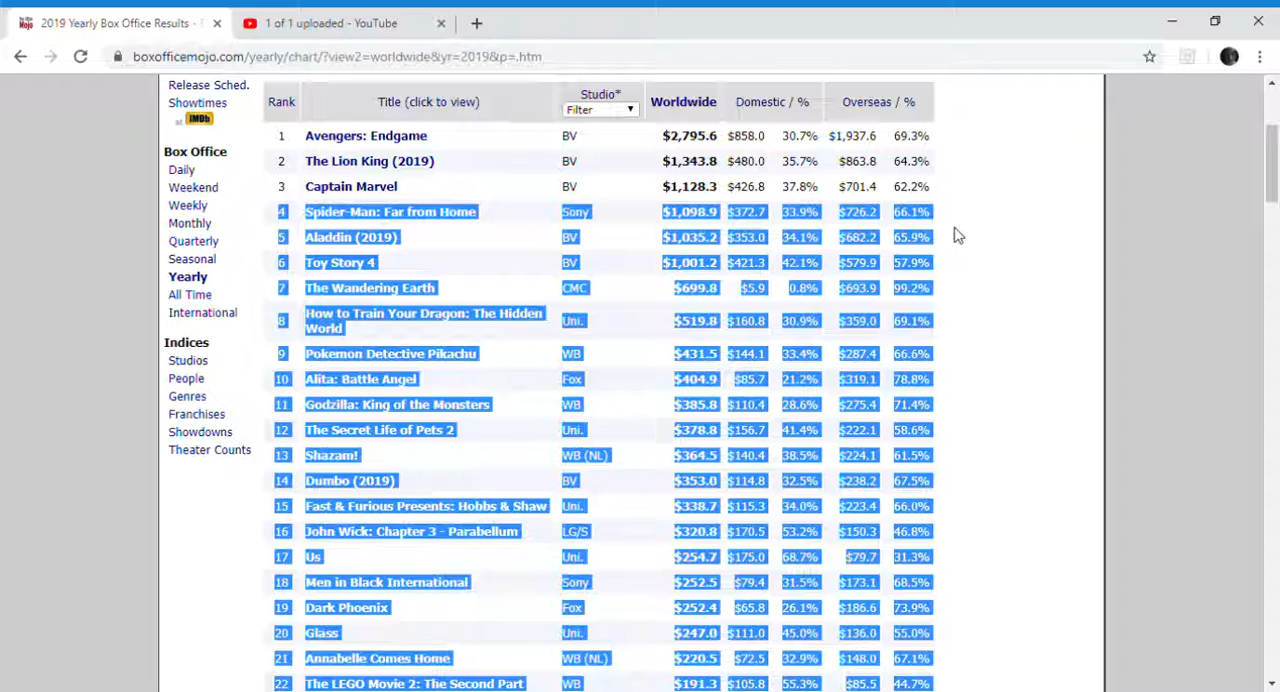 2019 Yearly Box Office Results -
1 of 1 uploaded - YouTube
boxofficemojo.com/yearly/chart/?view2=worldwide&yr=2019&p=.htm
Release Sched.
Showtimes
at IMDb
Box Office
Daily
Weekend
Weekly
Monthly
Quarterly
Seasonal
Yearly
All Time
International
Indices
Studios
People
Genres
Franchises
Showdowns
Theater Counts
Rank Title (click to view) Studio* Filter Worldwide Domestic / % Overseas / %
1 Avengers: Endgame BV $2,795.6 $858.0 30.7% $1,937.6 69.3%
2 The Lion King (2019) BV $1,343.8 $480.0 35.7% $863.8 64.3%
3 Captain Marvel BV $1,128.3 $426.8 37.8% $701.4 62.2%
4 Spider-Man: Far from Home Sony $1,098.9 $372.7 33.9% $726.2 66.1%
5 Aladdin (2019) BV $1,035.2 $353.0 34.1% $682.2 65.9%
6 Toy Story 4 BV $1,001.2 $421.3 42.1% $579.9 57.9%
7 The Wandering Earth CMC $699.8 $5.9 0.8% $693.9 99.2%
8 How to Train Your Dragon: The Hidden
World Uni. $519.8 $160.8 30.9% $359.0 69.1%
9 Pokemon Detective Pikachu WB $431.5 $144.1 33.4% $287.4 66.6%
10 Alita: Battle Angel Fox $404.9 $85.7 21.2% $319.1 78.8%
11 Godzilla: King of the Monsters WB $385.8 $110.4 28.6% $275.4 71.4%
12 The Secret Life of Pets 2 Uni. $378.8 $156.7 41.4% $222.1 58.6%
13 Shazam! WB (NL) $364.5 $140.4 38.5% $224.1 61.5%
14 Dumbo (2019) BV $353.0 $114.8 32.5% $238.2 67.5%
15 Fast & Furious Presents: Hobbs & Shaw Uni. $338.7 $115.3 34.0% $223.4 66.0%
16 John Wick: Chapter 3 - Parabellum LG/S $320.8 $170.5 53.2% $150.3 46.8%
17 Us Uni. $254.7 $175.0 68.7% $79.7 31.3%
18 Men in Black International Sony $252.5 $79.4 31.5% $173.1 68.5%
19 Dark Phoenix Fox $252.4 $65.8 26.1% $186.6 73.9%
20 Glass Uni. $247.0 $111.0 45.0% $136.0 55.0%
21 Annabelle Comes Home WB (NL) $220.5 $72.5 32.9% $148.0 67.1%
22 The LEGO Movie 2: The Second Part WB $191.3 $105.8 55.3% $85.5 44.7%